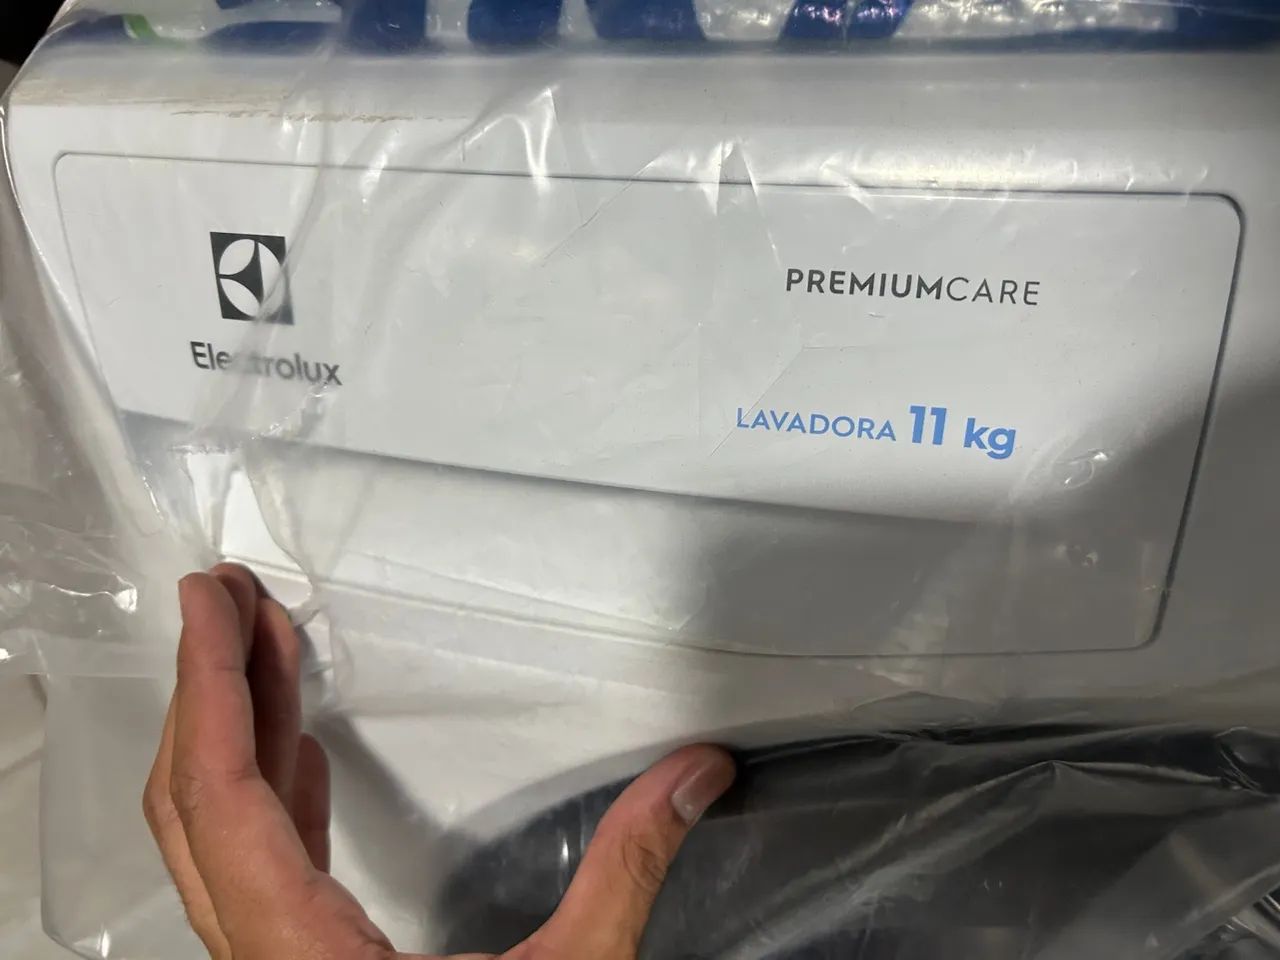 Electrolux
PREMIUMCARE
LAVADORA 11 kg